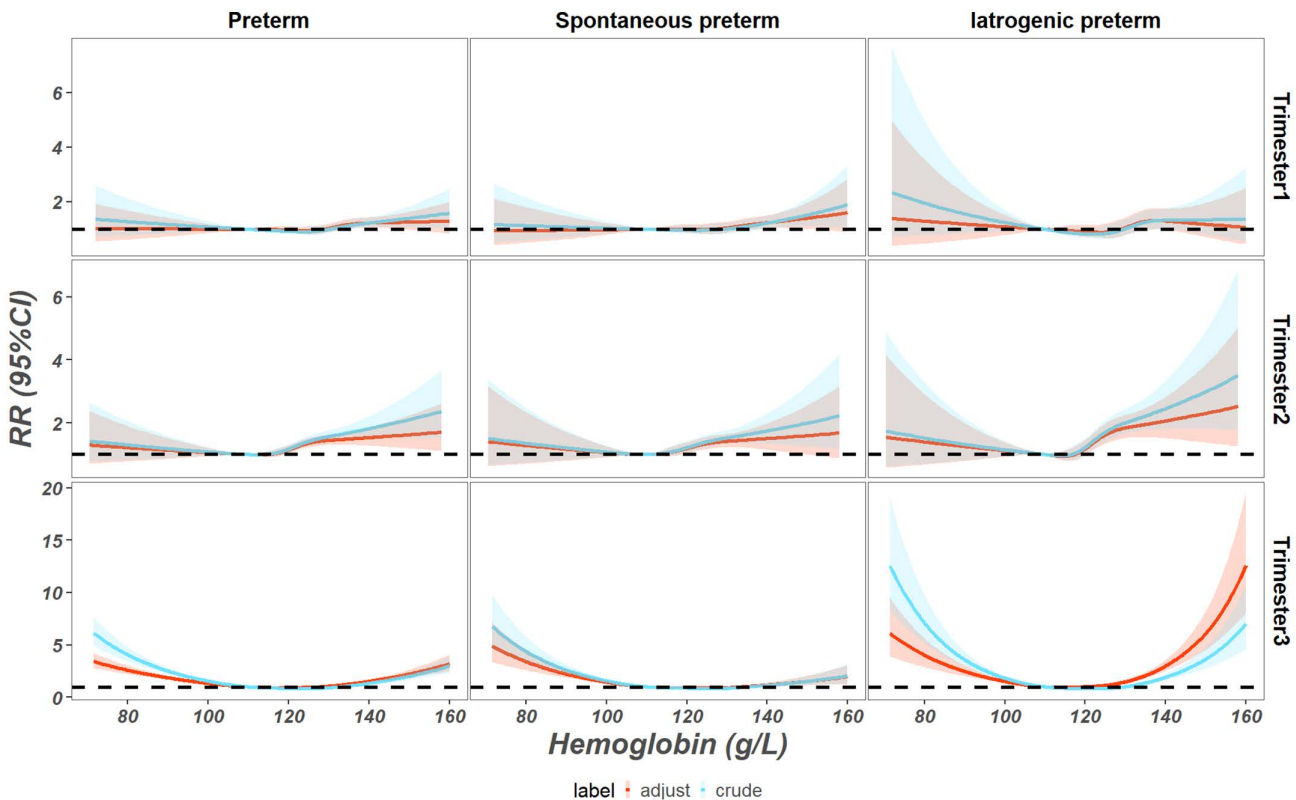 Preterm Spontaneous preterm Iatrogenic preterm
6
4
2
Trimester1
RR (95%CI)
6
4
2
Trimester2
20
15
10
5
0
Trimester3
80 100 120 140 160 80 100 120 140 160 80 100 120 140 160
Hemoglobin (g/L)
label adjust crude